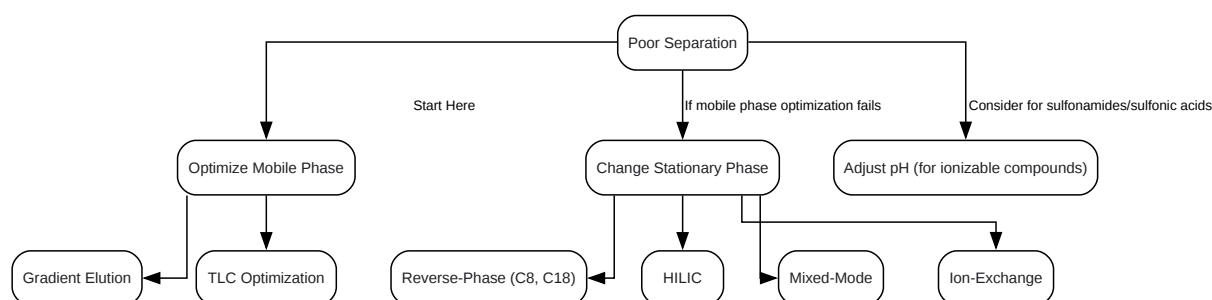 Poor Separation
Start Here
If mobile phase optimization fails
Consider for sulfonamides/sulfonic acids
Optimize Mobile Phase
Change Stationary Phase
Adjust pH (for ionizable compounds)
Gradient Elution
TLC Optimization
Reverse-Phase (C8, C18)
HILIC
Mixed-Mode
Ion-Exchange